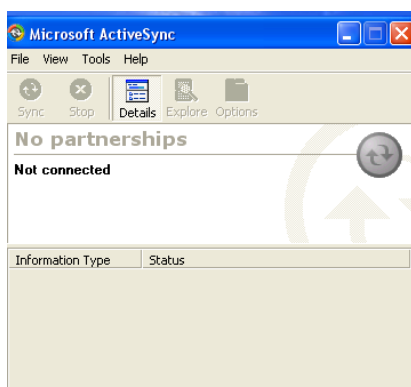 Microsoft ActiveSync
File View Tools Help
Sync Stop Details Explore Options
No partnerships
Not connected
Information Type Status